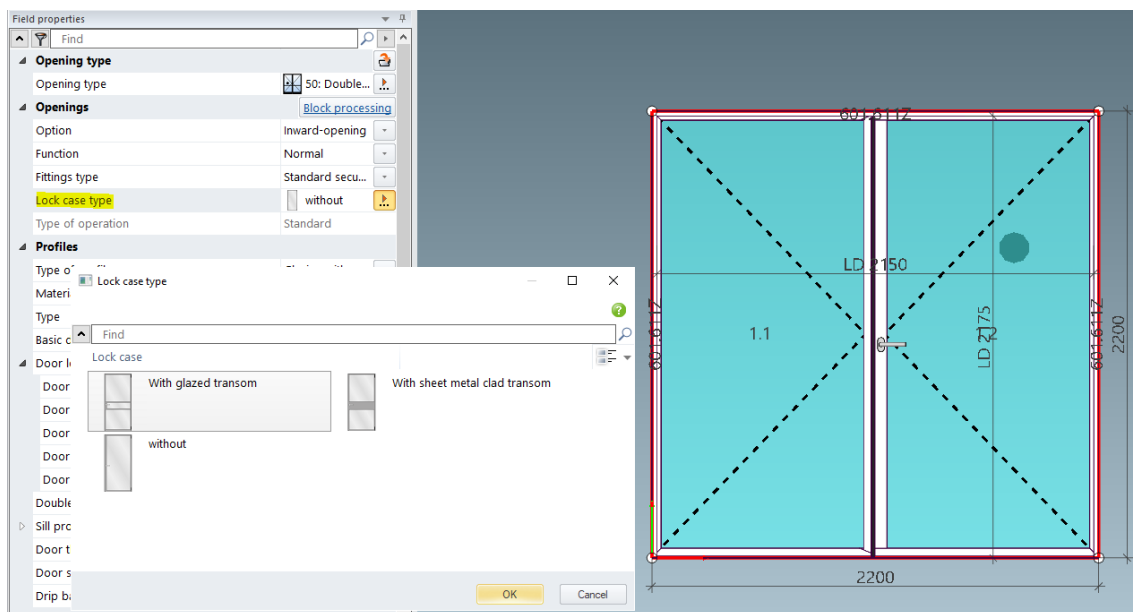 Field properties
Find
Opening type
Opening type 50: Double...
Openings Block processing
Option Inward-opening
Function Normal
Fittings type Standard secu...
Lock case type without
Type of operation Standard
Profiles
Type
Lock case type
Materi
Type
Find
Basic c
Lock case
Door l
With glazed transom With sheet metal clad transom
Door
Door
without
Door
Door
Door
Double
Sill pro
Door t
Door s
Drip ba
OK Cancel
601.611Z
LD 2150
601.611Z
1.1
LD 2175
601.611Z
2200
2200